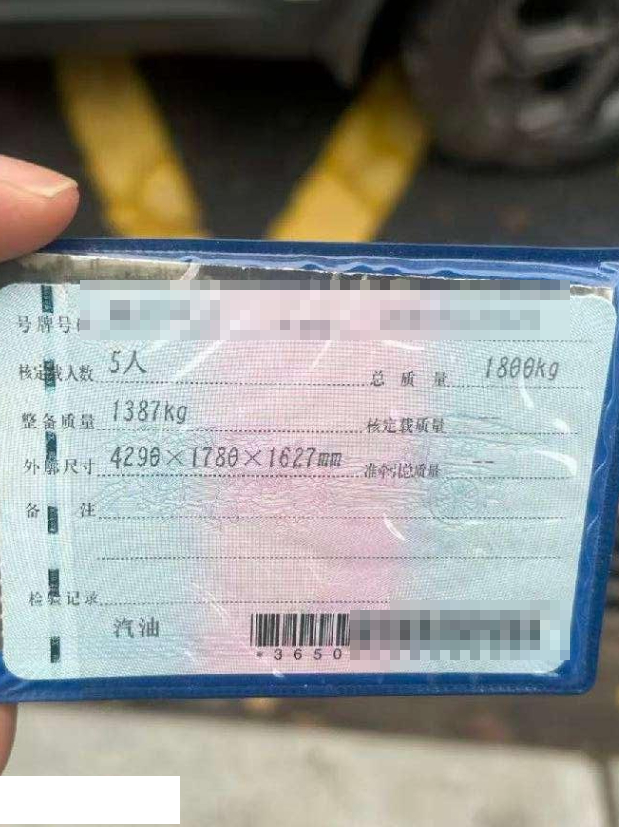 号牌号
核定载人数 5人 总质量 1800kg
整备质量 1387kg 核定载质量
外廓尺寸 4290×1780×1627mm 准牵引总质量 --
备注
检验记录
汽油
*3650